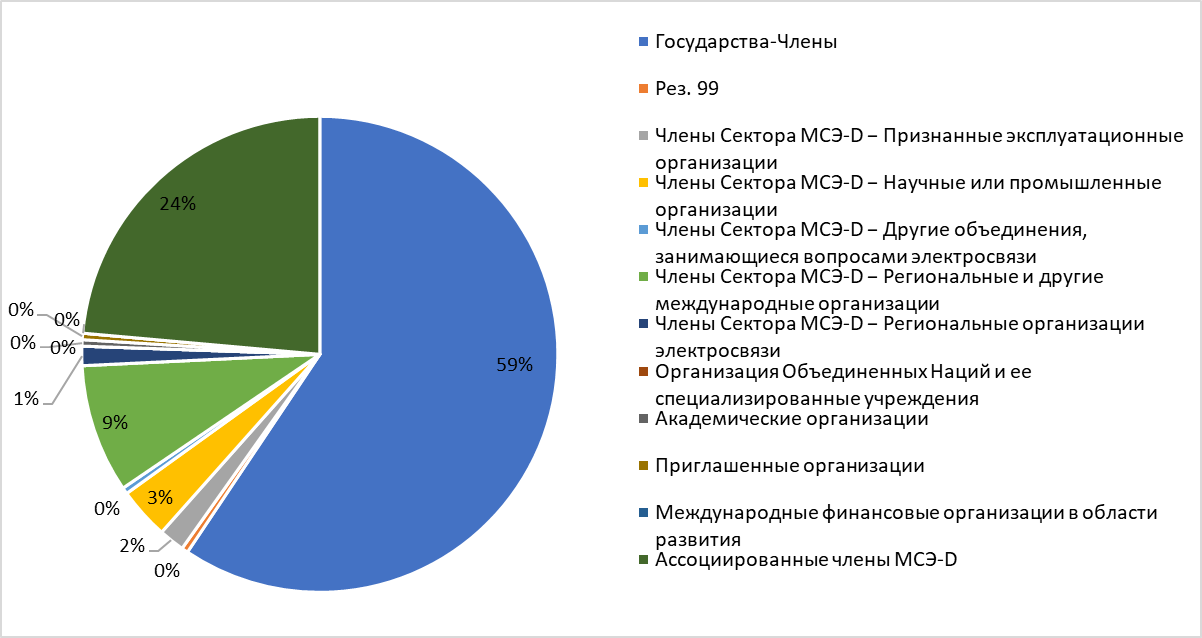 Государства-Члены
Рез. 99
Члены Сектора МСЭ-D – Признанные эксплуатационные
организации
Члены Сектора МСЭ-D – Научные или промышленные
организации
Члены Сектора МСЭ-D – Другие объединения,
занимающиеся вопросами электросвязи
Члены Сектора МСЭ-D – Региональные и другие
международные организации
Члены Сектора МСЭ-D – Региональные организации
электросвязи
Организация Объединенных Наций и ее
специализированные учреждения
Академические организации
Приглашенные организации
Международные финансовые организации в области
развития
Ассоциированные члены МСЭ-D
24%
0%
0%
0%
0%
59%
1%
9%
3%
0%
2%
0%